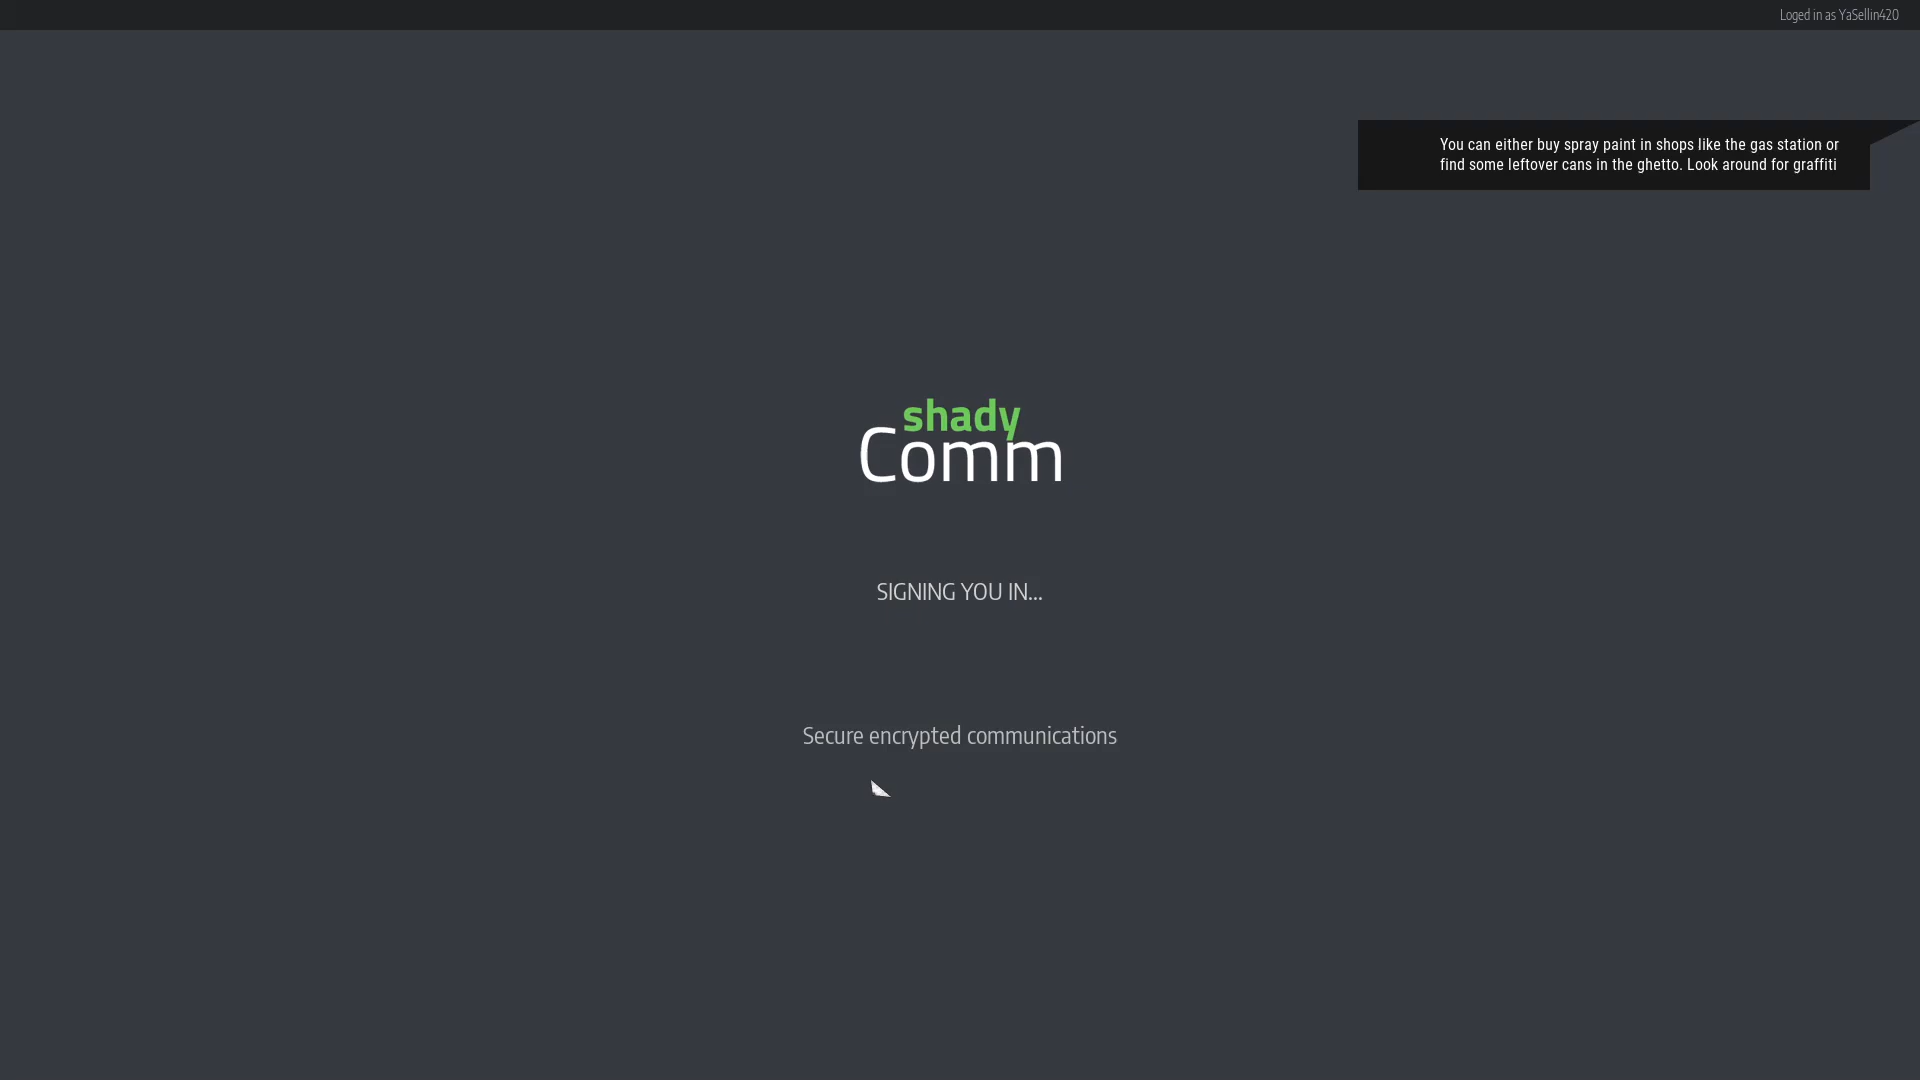 Loged in as YaSellin420
You can either buy spray paint in shops like the gas station or
find some leftover cans in the ghetto. Look around for graffiti
shady
Comm
SIGNING YOU IN...
Secure encrypted communications